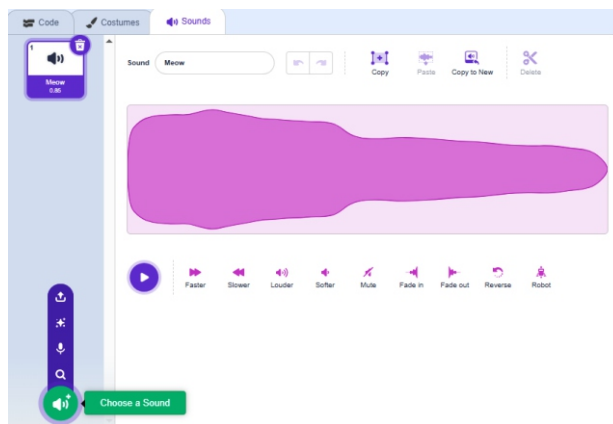 Code Costumes Sounds
1
Meow
0.85
Sound Meow
Copy Paste Copy to New Delete
Faster Slower Louder Softer Mute Fade in Fade out Reverse Robot
Choose a Sound